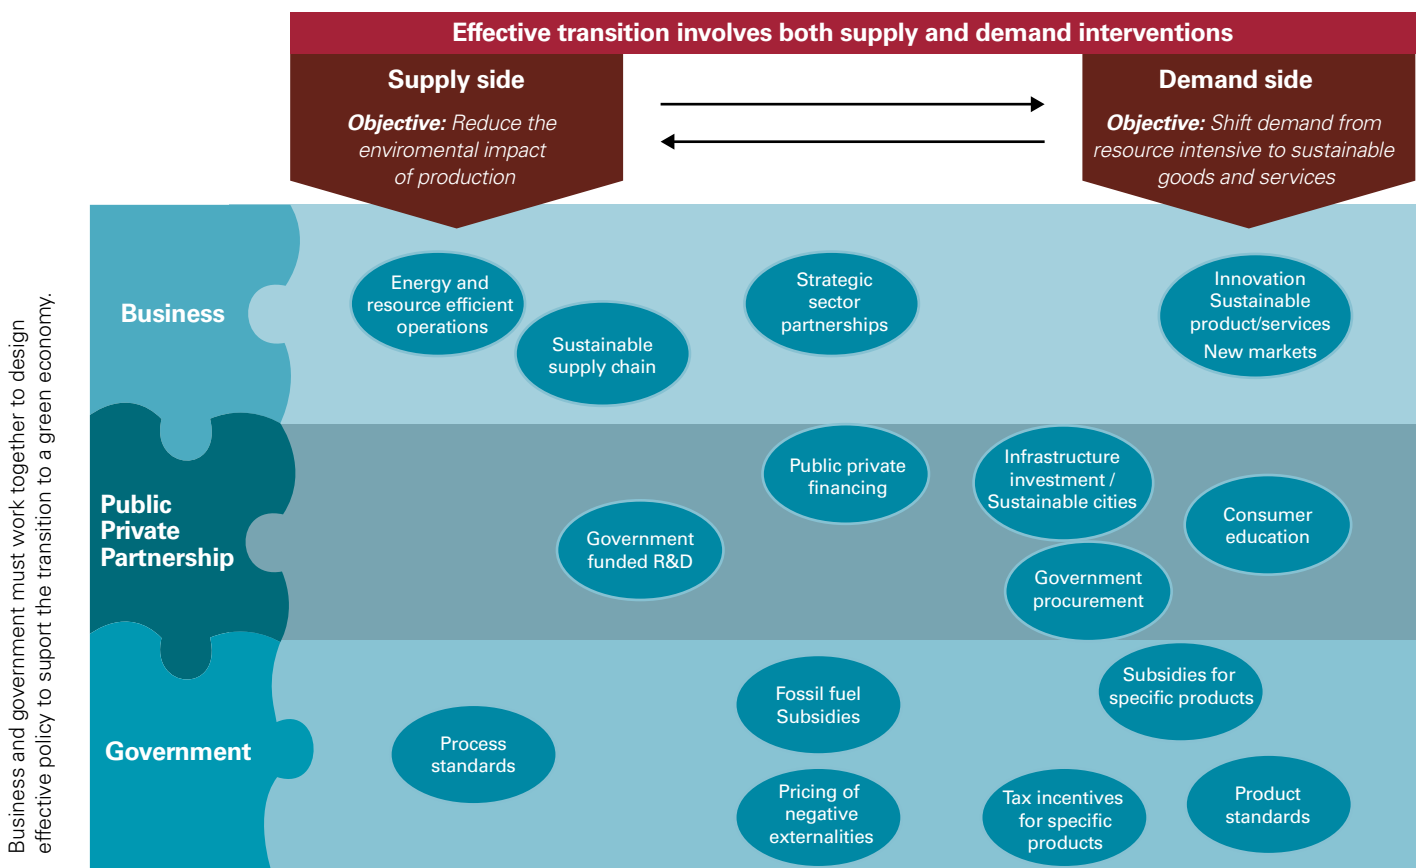 Effective transition involves both supply and demand interventions
Supply side
Objective: Reduce the
enviromental impact
of production
Demand side
Objective: Shift demand from
resource intensive to sustainable
goods and services
Business and government must work together to design
effective policy to suport the transition to a green economy.
Business
Energy and
resource efficient
operations
Sustainable
supply chain
Strategic
sector
partnerships
Innovation
Sustainable
product/services
New markets
Public
Private
Partnership
Government
funded R&D
Public private
financing
Infrastructure
investment /
Sustainable cities
Government
procurement
Consumer
education
Government
Process
standards
Fossil fuel
Subsidies
Pricing of
negative
externalities
Subsidies for
specific products
Tax incentives
for specific
products
Product
standards